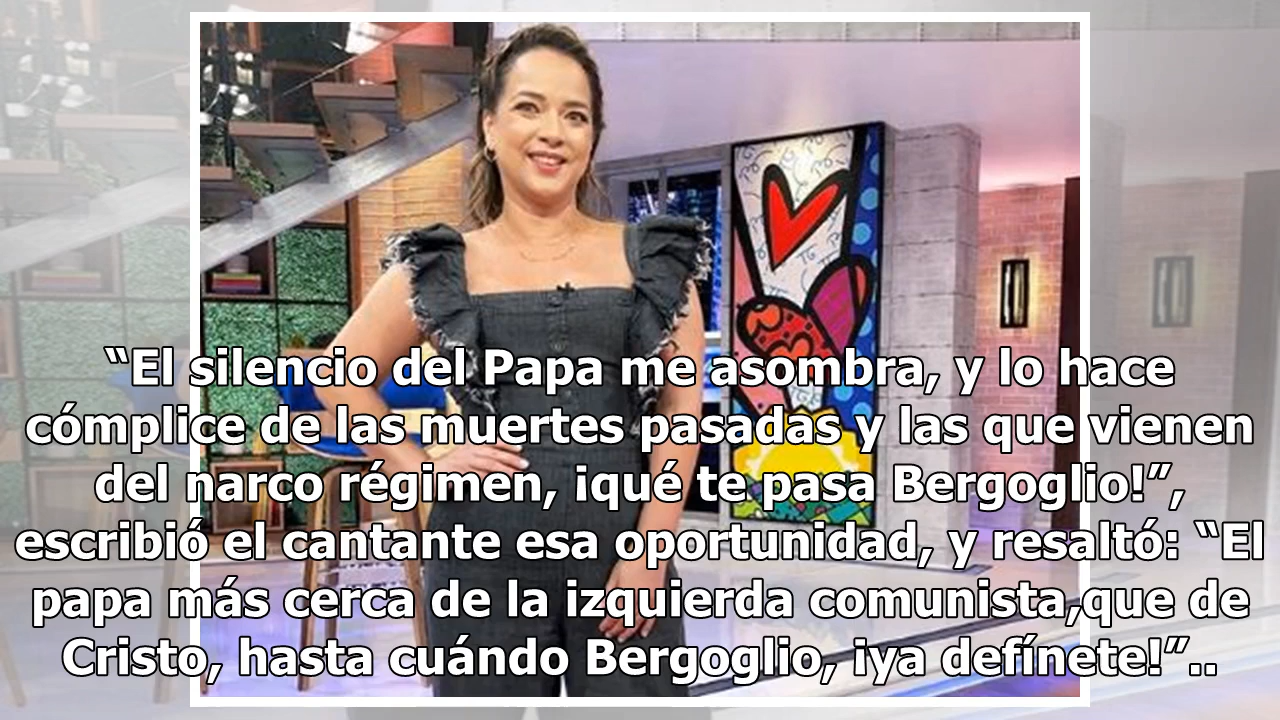 “El silencio del Papa me asombra, y lo hace
cómplice de las muertes pasadas y las que vienen
del narco régimen, ¡qué te pasa Bergoglio!”,
escribió el cantante esa oportunidad, y resaltó: “El
papa más cerca de la izquierda comunista,que de
Cristo, hasta cuándo Bergoglio, ¡ya defínete!”..